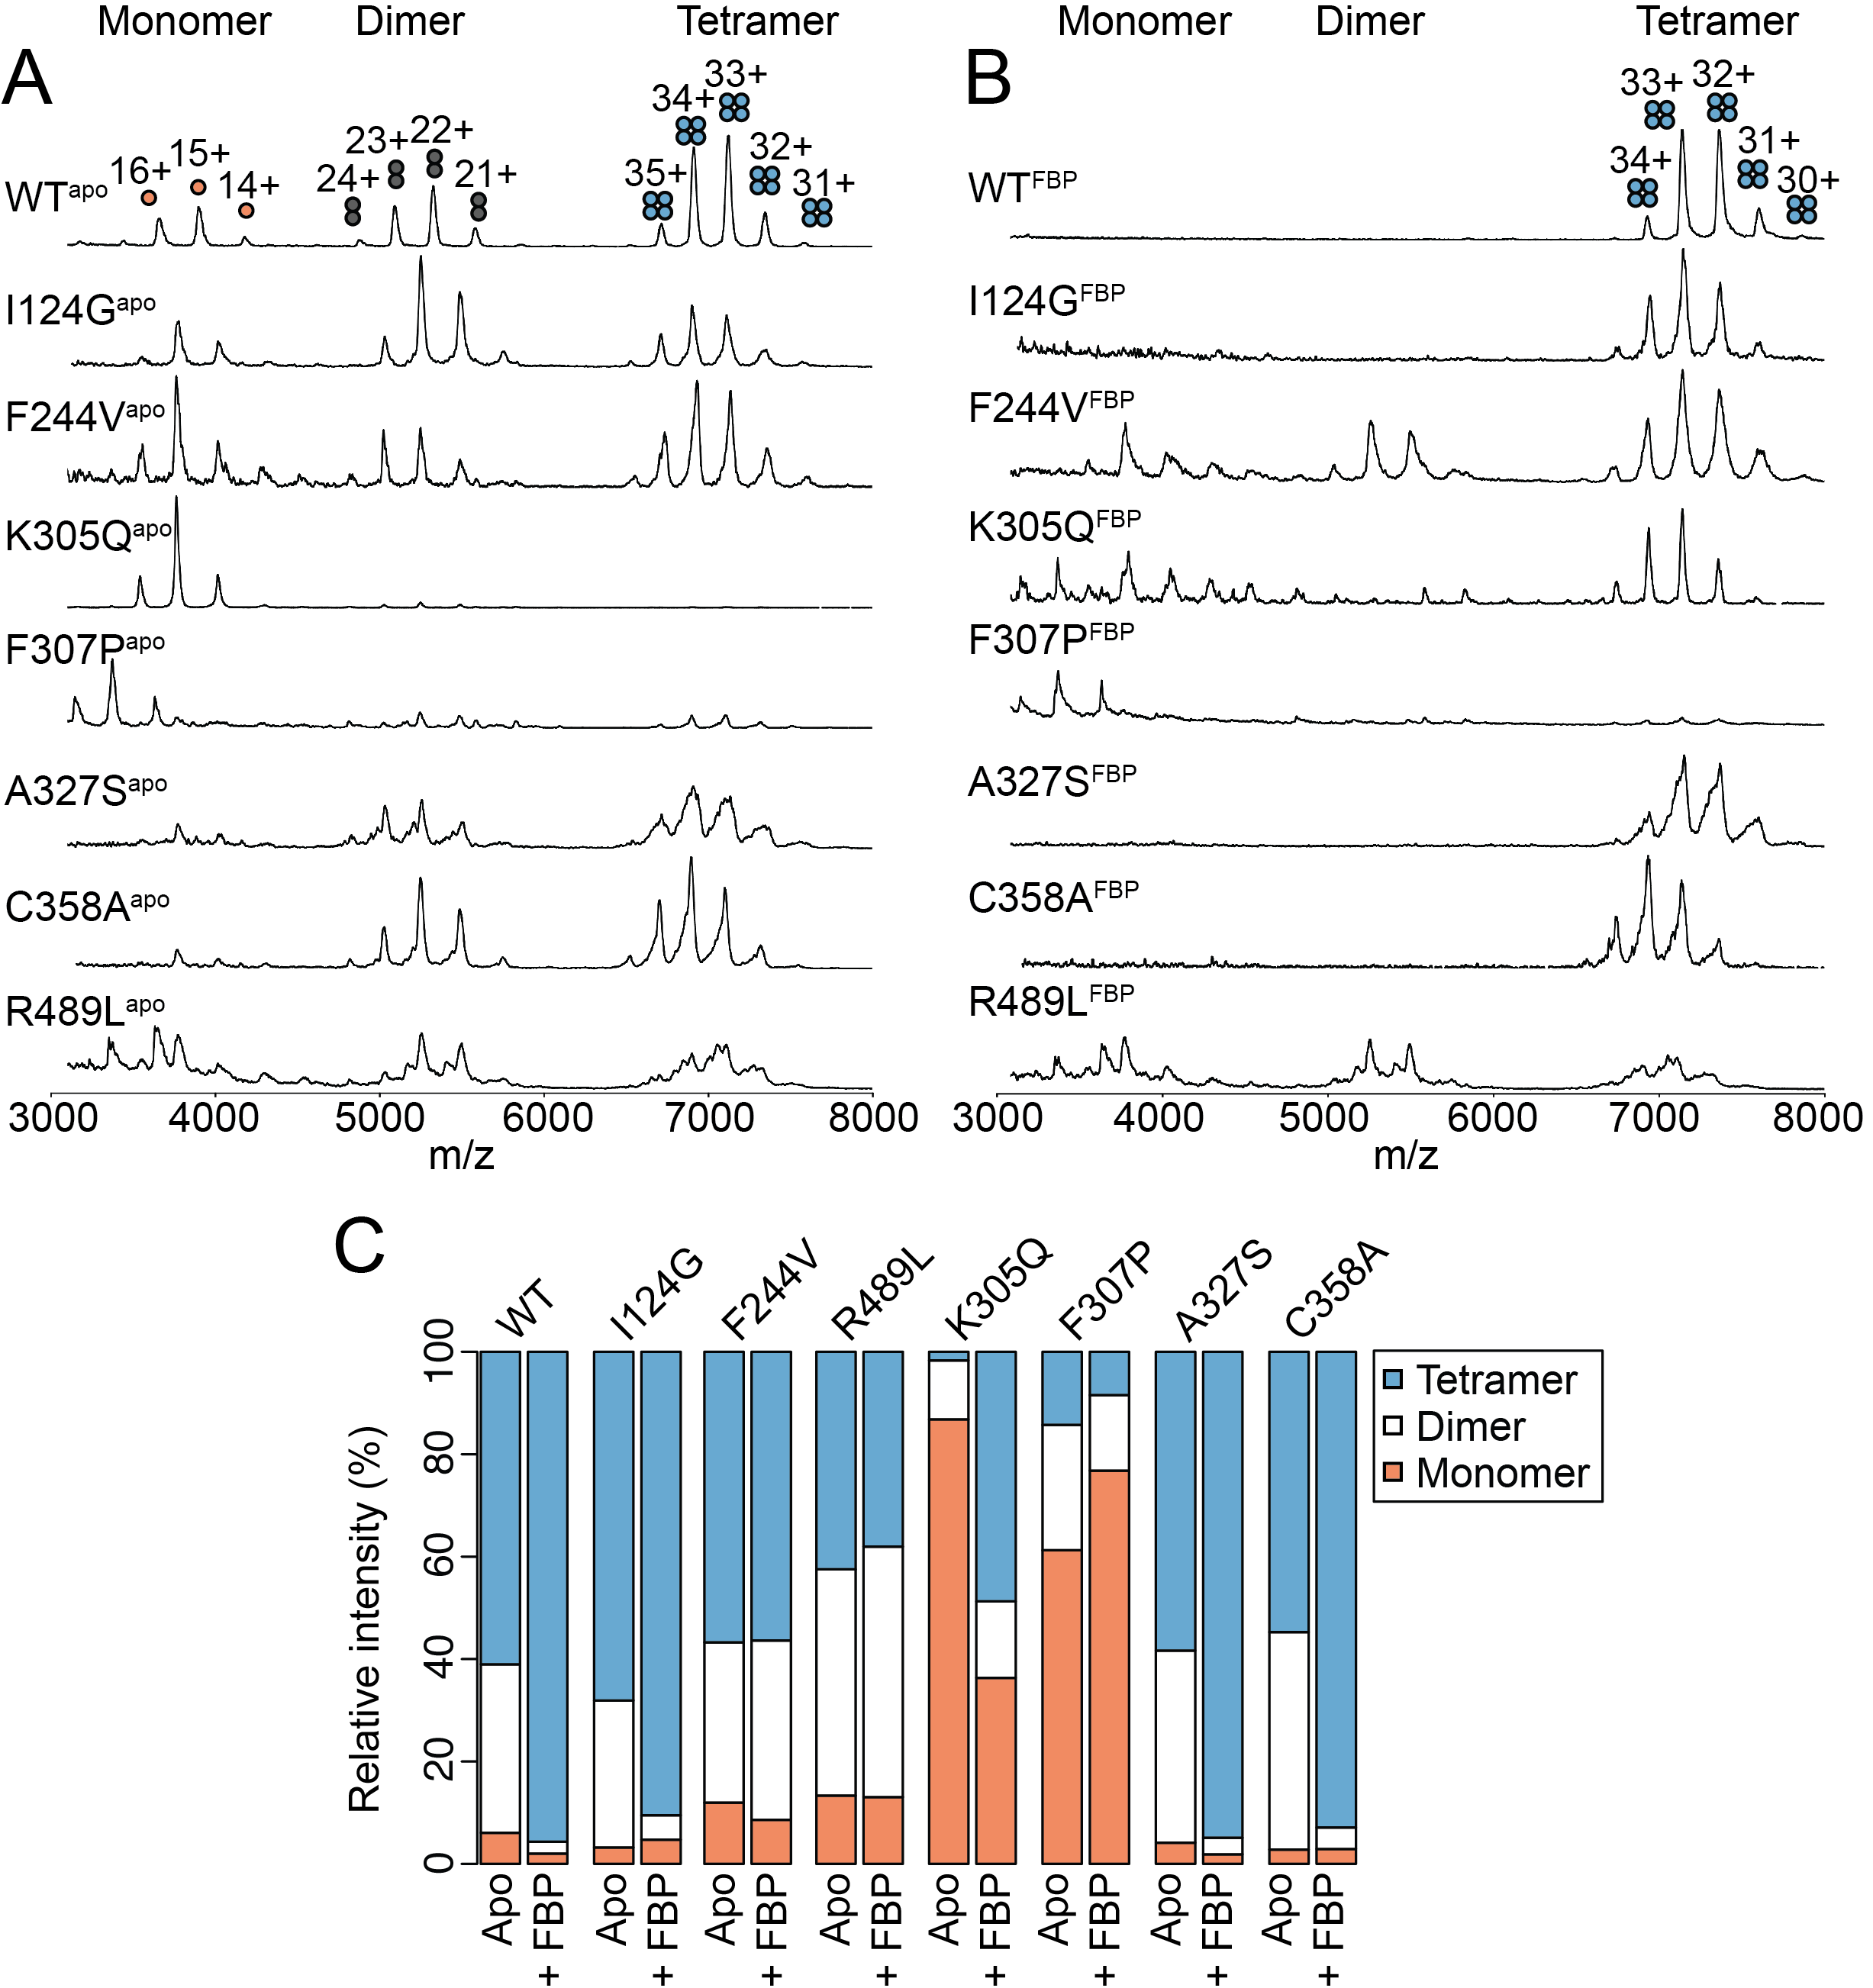 Monomer Dimer Tetramer
A
16+ 15+ 14+ 24+ 23+ 22+ 21+ 35+ 34+ 33+ 32+ 31+
WTapo
I124Gapo
F244Vapo
K305Qapo
F307Papo
A327Sapo
C358Aapo
R489Lapo
3000 4000 5000 6000 7000 8000
m/z
Monomer Dimer Tetramer
B
34+ 33+ 32+ 31+ 30+
WTFBP
I124GFBP
F244VFBP
K305QFBP
F307PFBP
A327SFBP
C358AFBP
R489LFBP
3000 4000 5000 6000 7000 8000
m/z
C
WT I124G F244V R489L K305Q F307P A327S C358A
Relative intensity (%)
100
80
60
40
20
0
Tetramer
Dimer
Monomer
Apo + FBP Apo + FBP Apo + FBP Apo + FBP Apo + FBP Apo + FBP Apo + FBP Apo + FBP